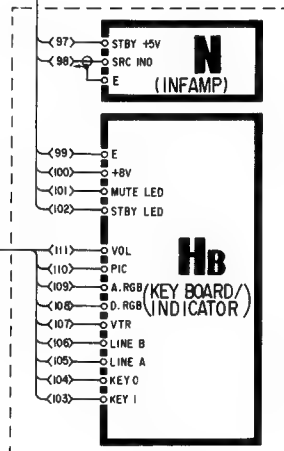 (97) STBY +5V
(98) SRC INO
E
N
(INFAMP)
(99) E
(100) +8V
(101) MUTE LED
(102) STBY LED
(111) VOL
(110) PIC
(109) A.RGB
(108) D.RGB
(107) VTR
(106) LINE B
(105) LINE A
(104) KEY 0
(103) KEY 1
HB
(KEY BOARD/
INDICATOR)